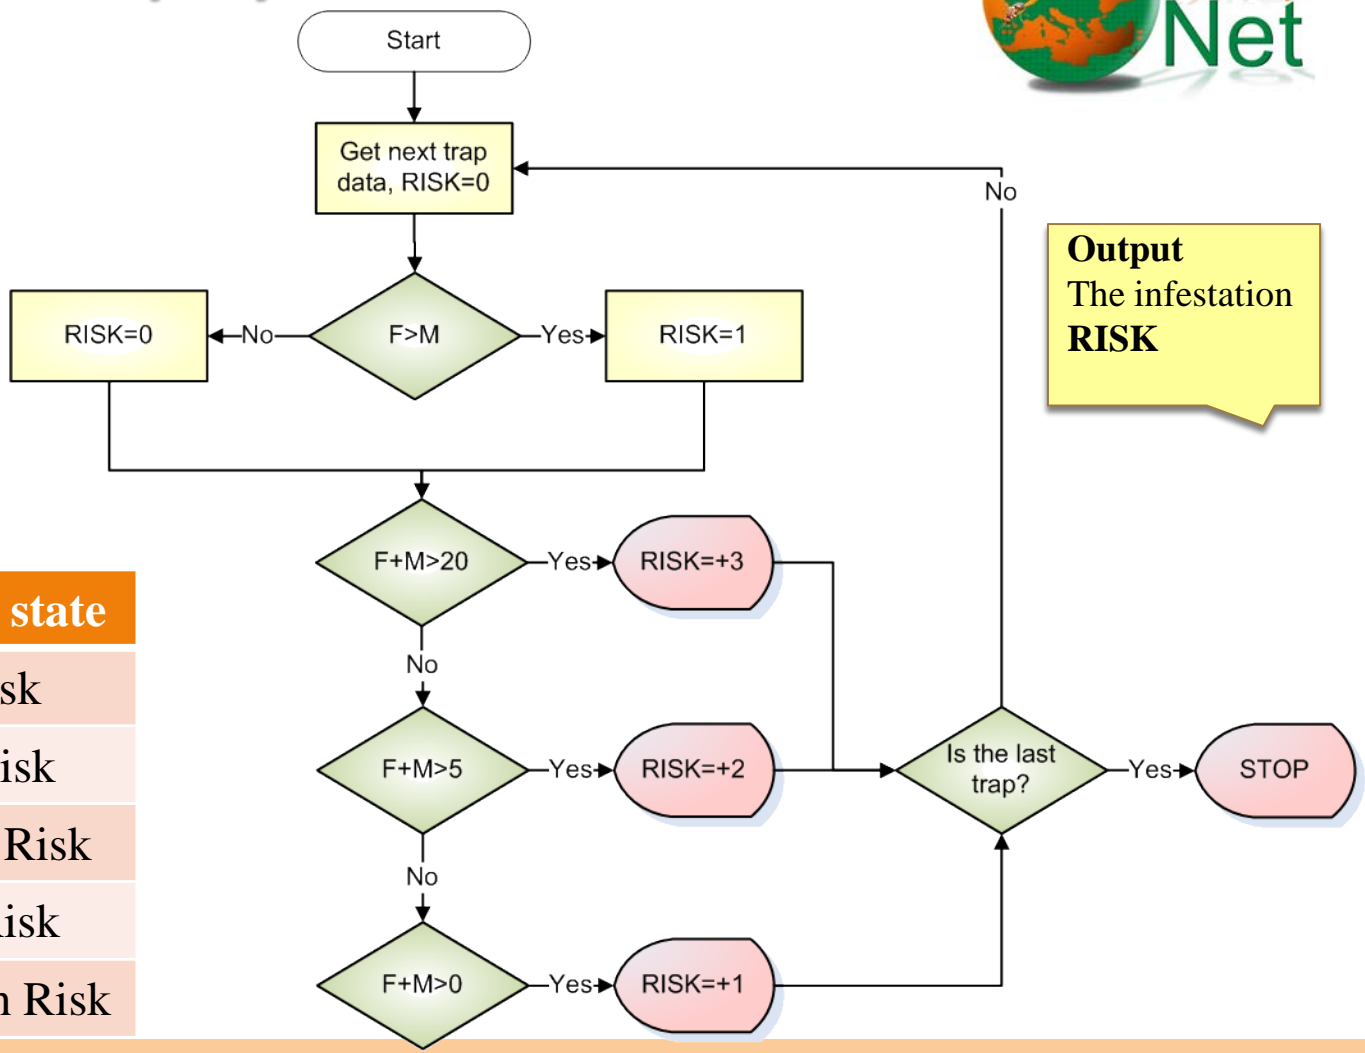 Net
Start
Get next trap
data, RISK=0
No
Output
The infestation
RISK
RISK=0
No
F>M
Yes
RISK=1
F+M>20
Yes
RISK=+3
state
No
F+M>5
Yes
RISK=+2
Is the last
trap?
Yes
STOP
Risk
No
F+M>0
Yes
RISK=+1
Risk